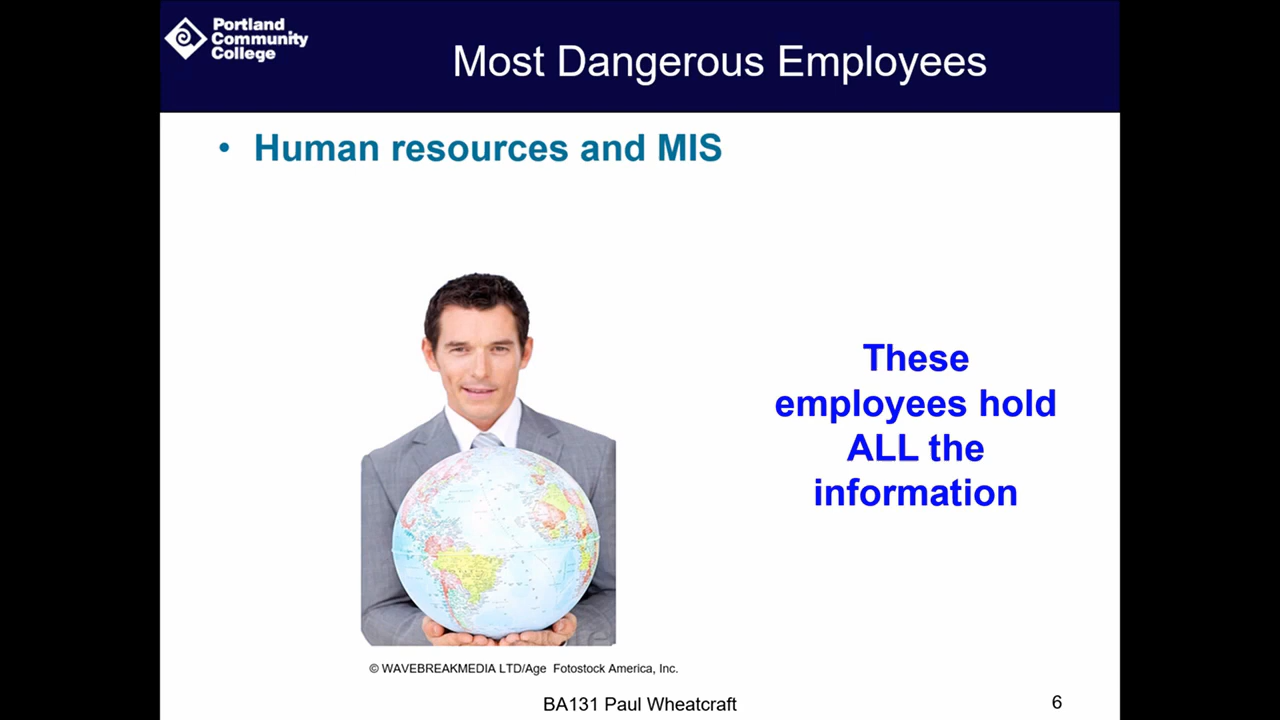 Portland
Community
College
Most Dangerous Employees
• Human resources and MIS
These
employees hold
ALL the
information
© WAVEBREAKMEDIA LTD/Age Fotostock America, Inc.
BA131 Paul Wheatcraft
6